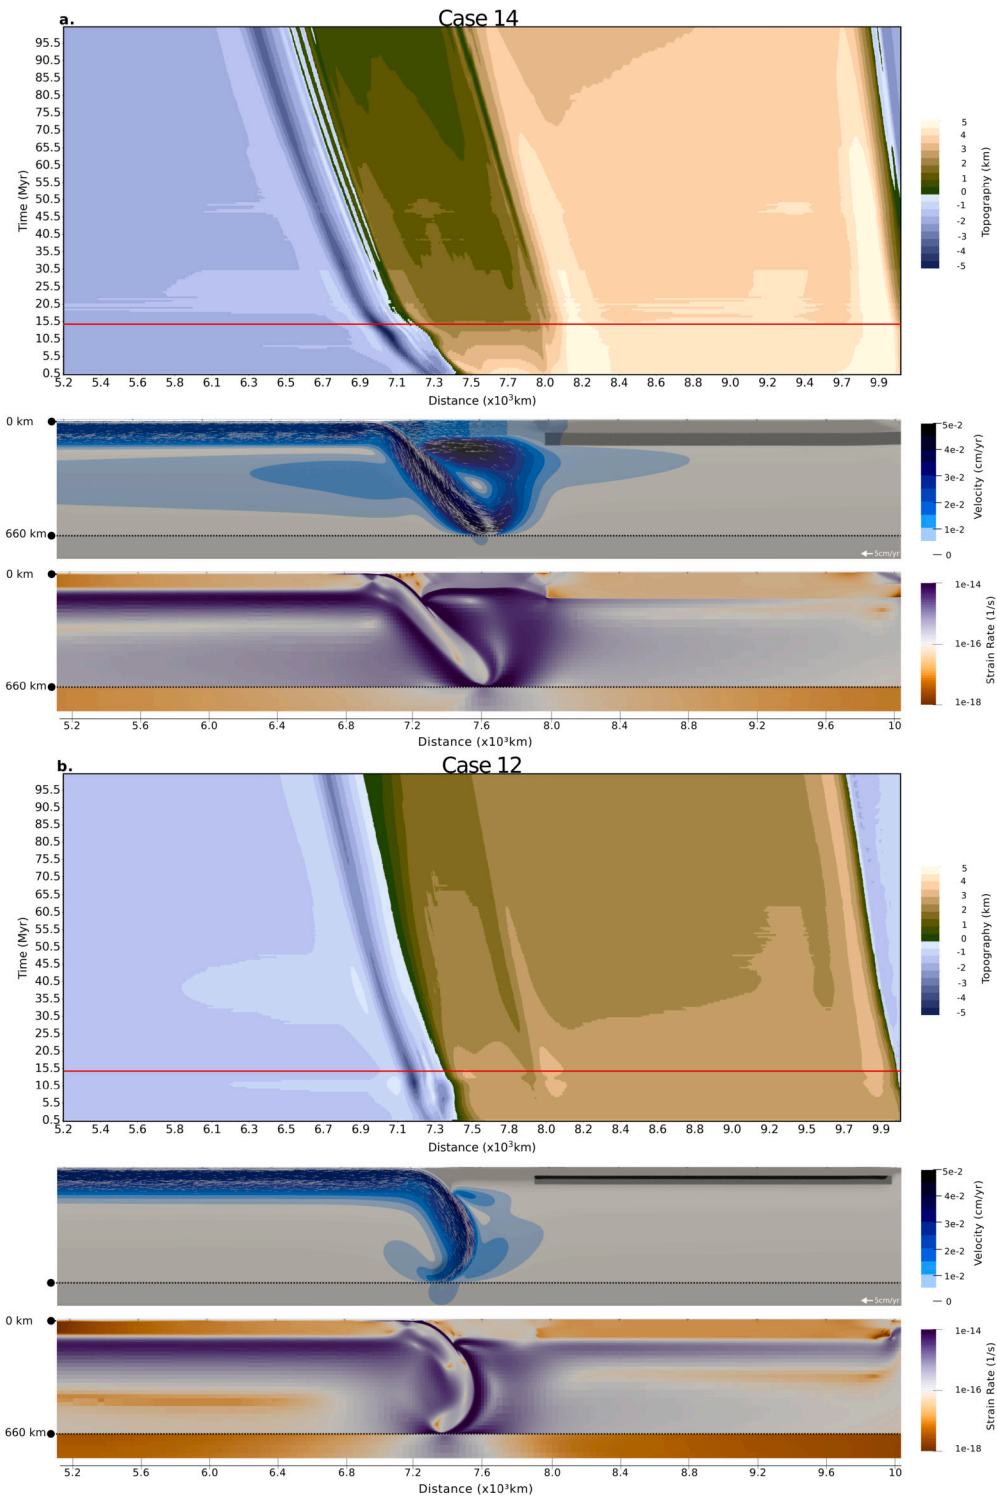 a.
Case 14
95.5
90.5
85.5
80.5
75.5
70.5
65.5
60.5
55.5
50.5
45.5
40.5
35.5
30.5
25.5
20.5
15.5
10.5
5.5
0.5
Time (Myr)
5.2 5.4 5.6 5.8 6.1 6.3 6.5 6.7 6.9 7.1 7.3 7.5 7.7 8.0 8.2 8.4 8.6 8.8 9.0 9.2 9.4 9.7 9.9
Distance (x10³km)
5
4
3
2
1
0
-1
-2
-3
-4
-5
Topography (km)
0 km
660 km
5cm/yr
5e-2
4e-2
3e-2
2e-2
1e-2
0
Velocity (cm/yr)
0 km
660 km
1e-14
1e-16
1e-18
Strain Rate (1/s)
5.2 5.6 6.0 6.4 6.8 7.2 7.6 8.0 8.4 8.8 9.2 9.6 10
Distance (x10³km)
b.
Case 12
95.5
90.5
85.5
80.5
75.5
70.5
65.5
60.5
55.5
50.5
45.5
40.5
35.5
30.5
25.5
20.5
15.5
10.5
5.5
0.5
Time (Myr)
5.2 5.4 5.6 5.8 6.1 6.3 6.5 6.7 6.9 7.1 7.3 7.5 7.7 8.0 8.2 8.4 8.6 8.8 9.0 9.2 9.4 9.7 9.9
Distance (x10³km)
5
4
3
2
1
0
-1
-2
-3
-4
-5
Topography (km)
5cm/yr
5e-2
4e-2
3e-2
2e-2
1e-2
0
Velocity (cm/yr)
0 km
660 km
1e-14
1e-16
1e-18
Strain Rate (1/s)
5.2 5.6 6.0 6.4 6.8 7.2 7.6 8.0 8.4 8.8 9.2 9.6 10
Distance (x10³km)